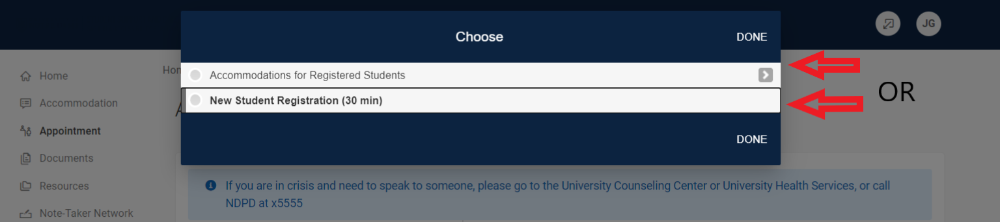 JG
Choose
DONE
Accommodations for Registered Students
New Student Registration (30 min)
DONE
OR
Home
Accommodation
Appointment
Documents
Resources
Note-Taker Network
Hom
A
If you are in crisis and need to speak to someone, please go to the University Counseling Center or University Health Services, or call
NDPD at x5555